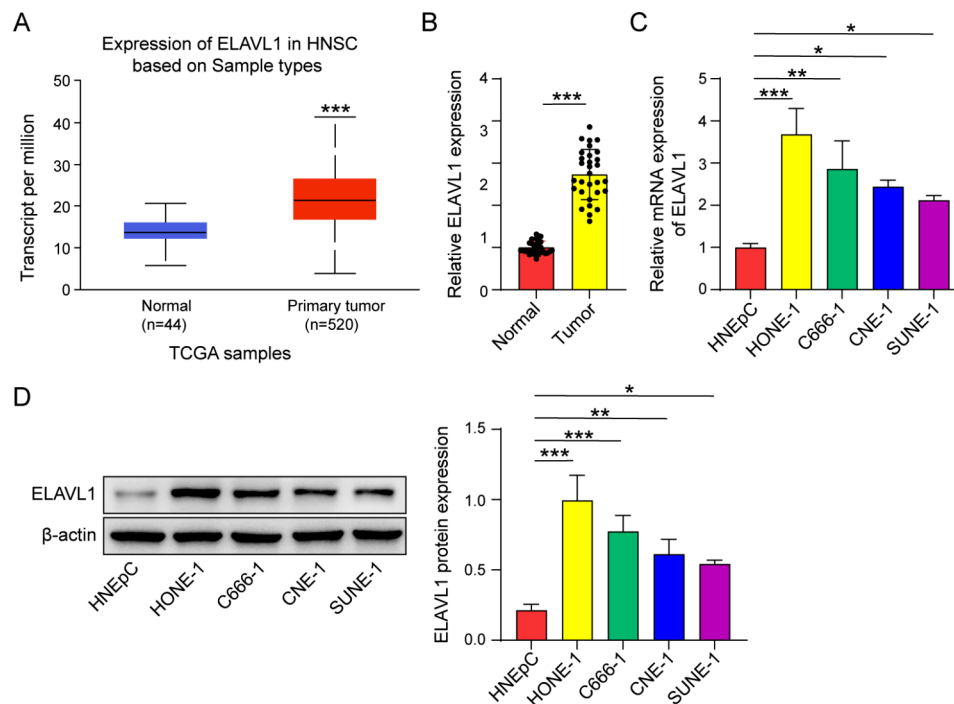 A
Expression of ELAVL1 in HNSC
based on Sample types
Transcript per million
50
40
30
20
10
0
***
Normal
(n=44)
Primary tumor
(n=520)
TCGA samples
B
Relative ELAVL1 expression
4
3
2
1
0
***
Normal
Tumor
C
Relative mRNA expression
of ELAVL1
5
4
3
2
1
0
*
*
**
***
HNEpC
HONE-1
C666-1
CNE-1
SUNE-1
D
ELAVL1
β-actin
HNEpC
HONE-1
C666-1
CNE-1
SUNE-1
ELAVL1 protein expression
1.5
1.0
0.5
0.0
*
**
***
***
HNEpC
HONE-1
C666-1
CNE-1
SUNE-1